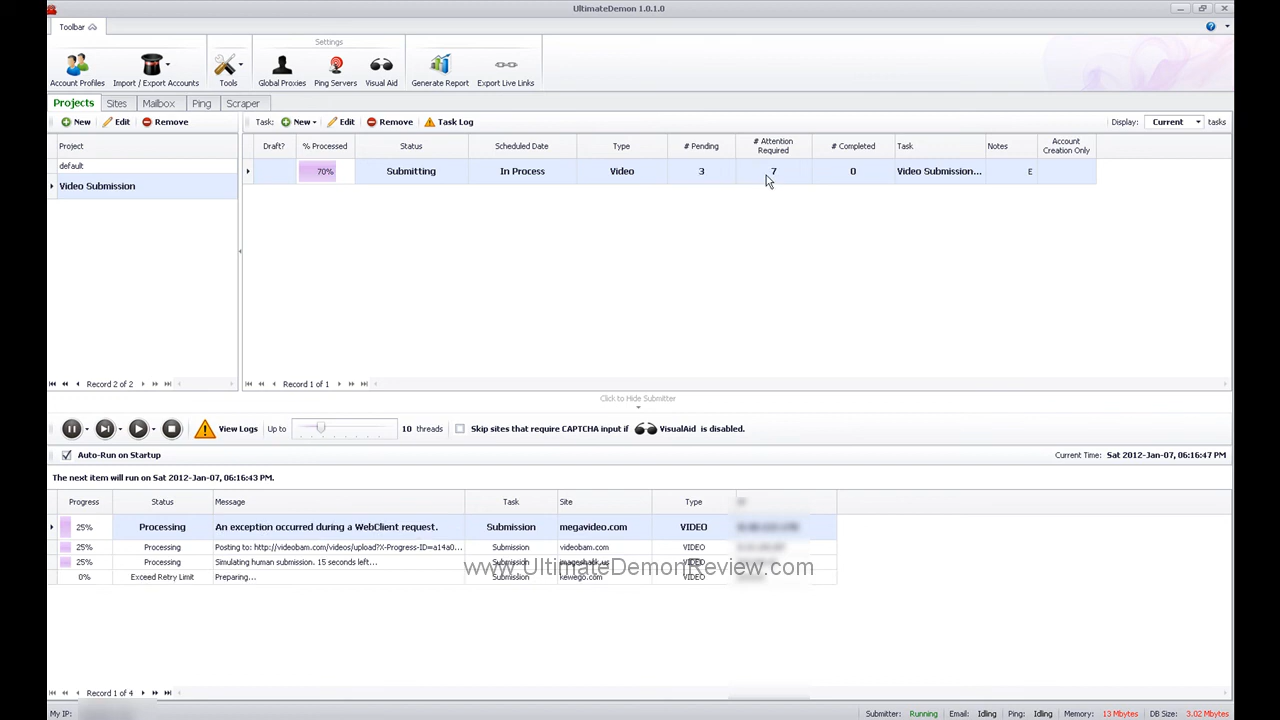 UltimateDemon 1.0.1.0
Toolbar
Settings
Account Profiles Import / Export Accounts Tools Global Proxies Ping Servers Visual Aid Generate Report Export Live Links
Projects Sites Mailbox Ping Scraper
New Edit Remove Task: New Edit Remove Task Log Display: Current tasks
Project Draft? % Processed Status Scheduled Date Type # Pending # Attention Required # Completed Task Notes Account Creation Only
default
70% Submitting In Process Video 3 7 0 Video Submission... E
Video Submission
Record 2 of 2 Record 1 of 1
Click to Hide Submitter
View Logs Up to 10 threads Skip sites that require CAPTCHA input if VisualAid is disabled.
Auto-Run on Startup Current Time: Sat 2012-Jan-07, 06:16:47 PM
The next item will run on Sat 2012-Jan-07, 06:16:43 PM.
Progress Status Message Task Site Type
25% Processing An exception occurred during a WebClient request. Submission megavideo.com VIDEO
25% Processing Posting to: http://videobam.com/videos/upload?X-Progress-ID=a14a0... Submission videobam.com VIDEO
25% Processing Simulating human submission. 15 seconds left... Submission imageshack.us VIDEO
www.UltimateDemonReview.com
0% Exceed Retry Limit Preparing... Submission kewego.com VIDEO
Record 1 of 4
My IP: Submitter: Running Email: Idling Ping: Idling Memory: 13 Mbytes DB Size: 3.02 Mbytes